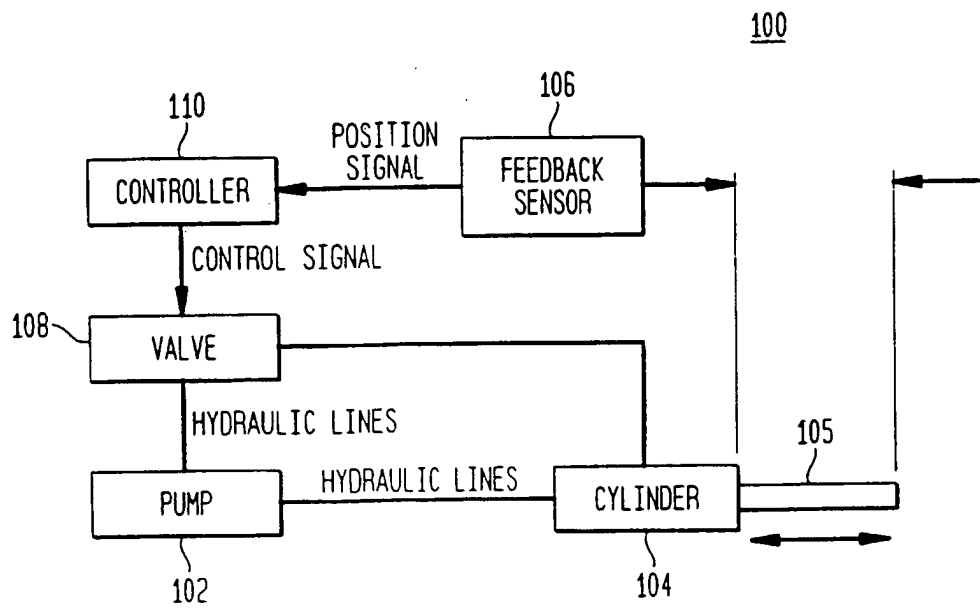 100
106
110
POSITION
SIGNAL
FEEDBACK
SENSOR
CONTROLLER
CONTROL SIGNAL
108
VALVE
HYDRAULIC LINES
105
HYDRAULIC LINES
PUMP
CYLINDER
102
104